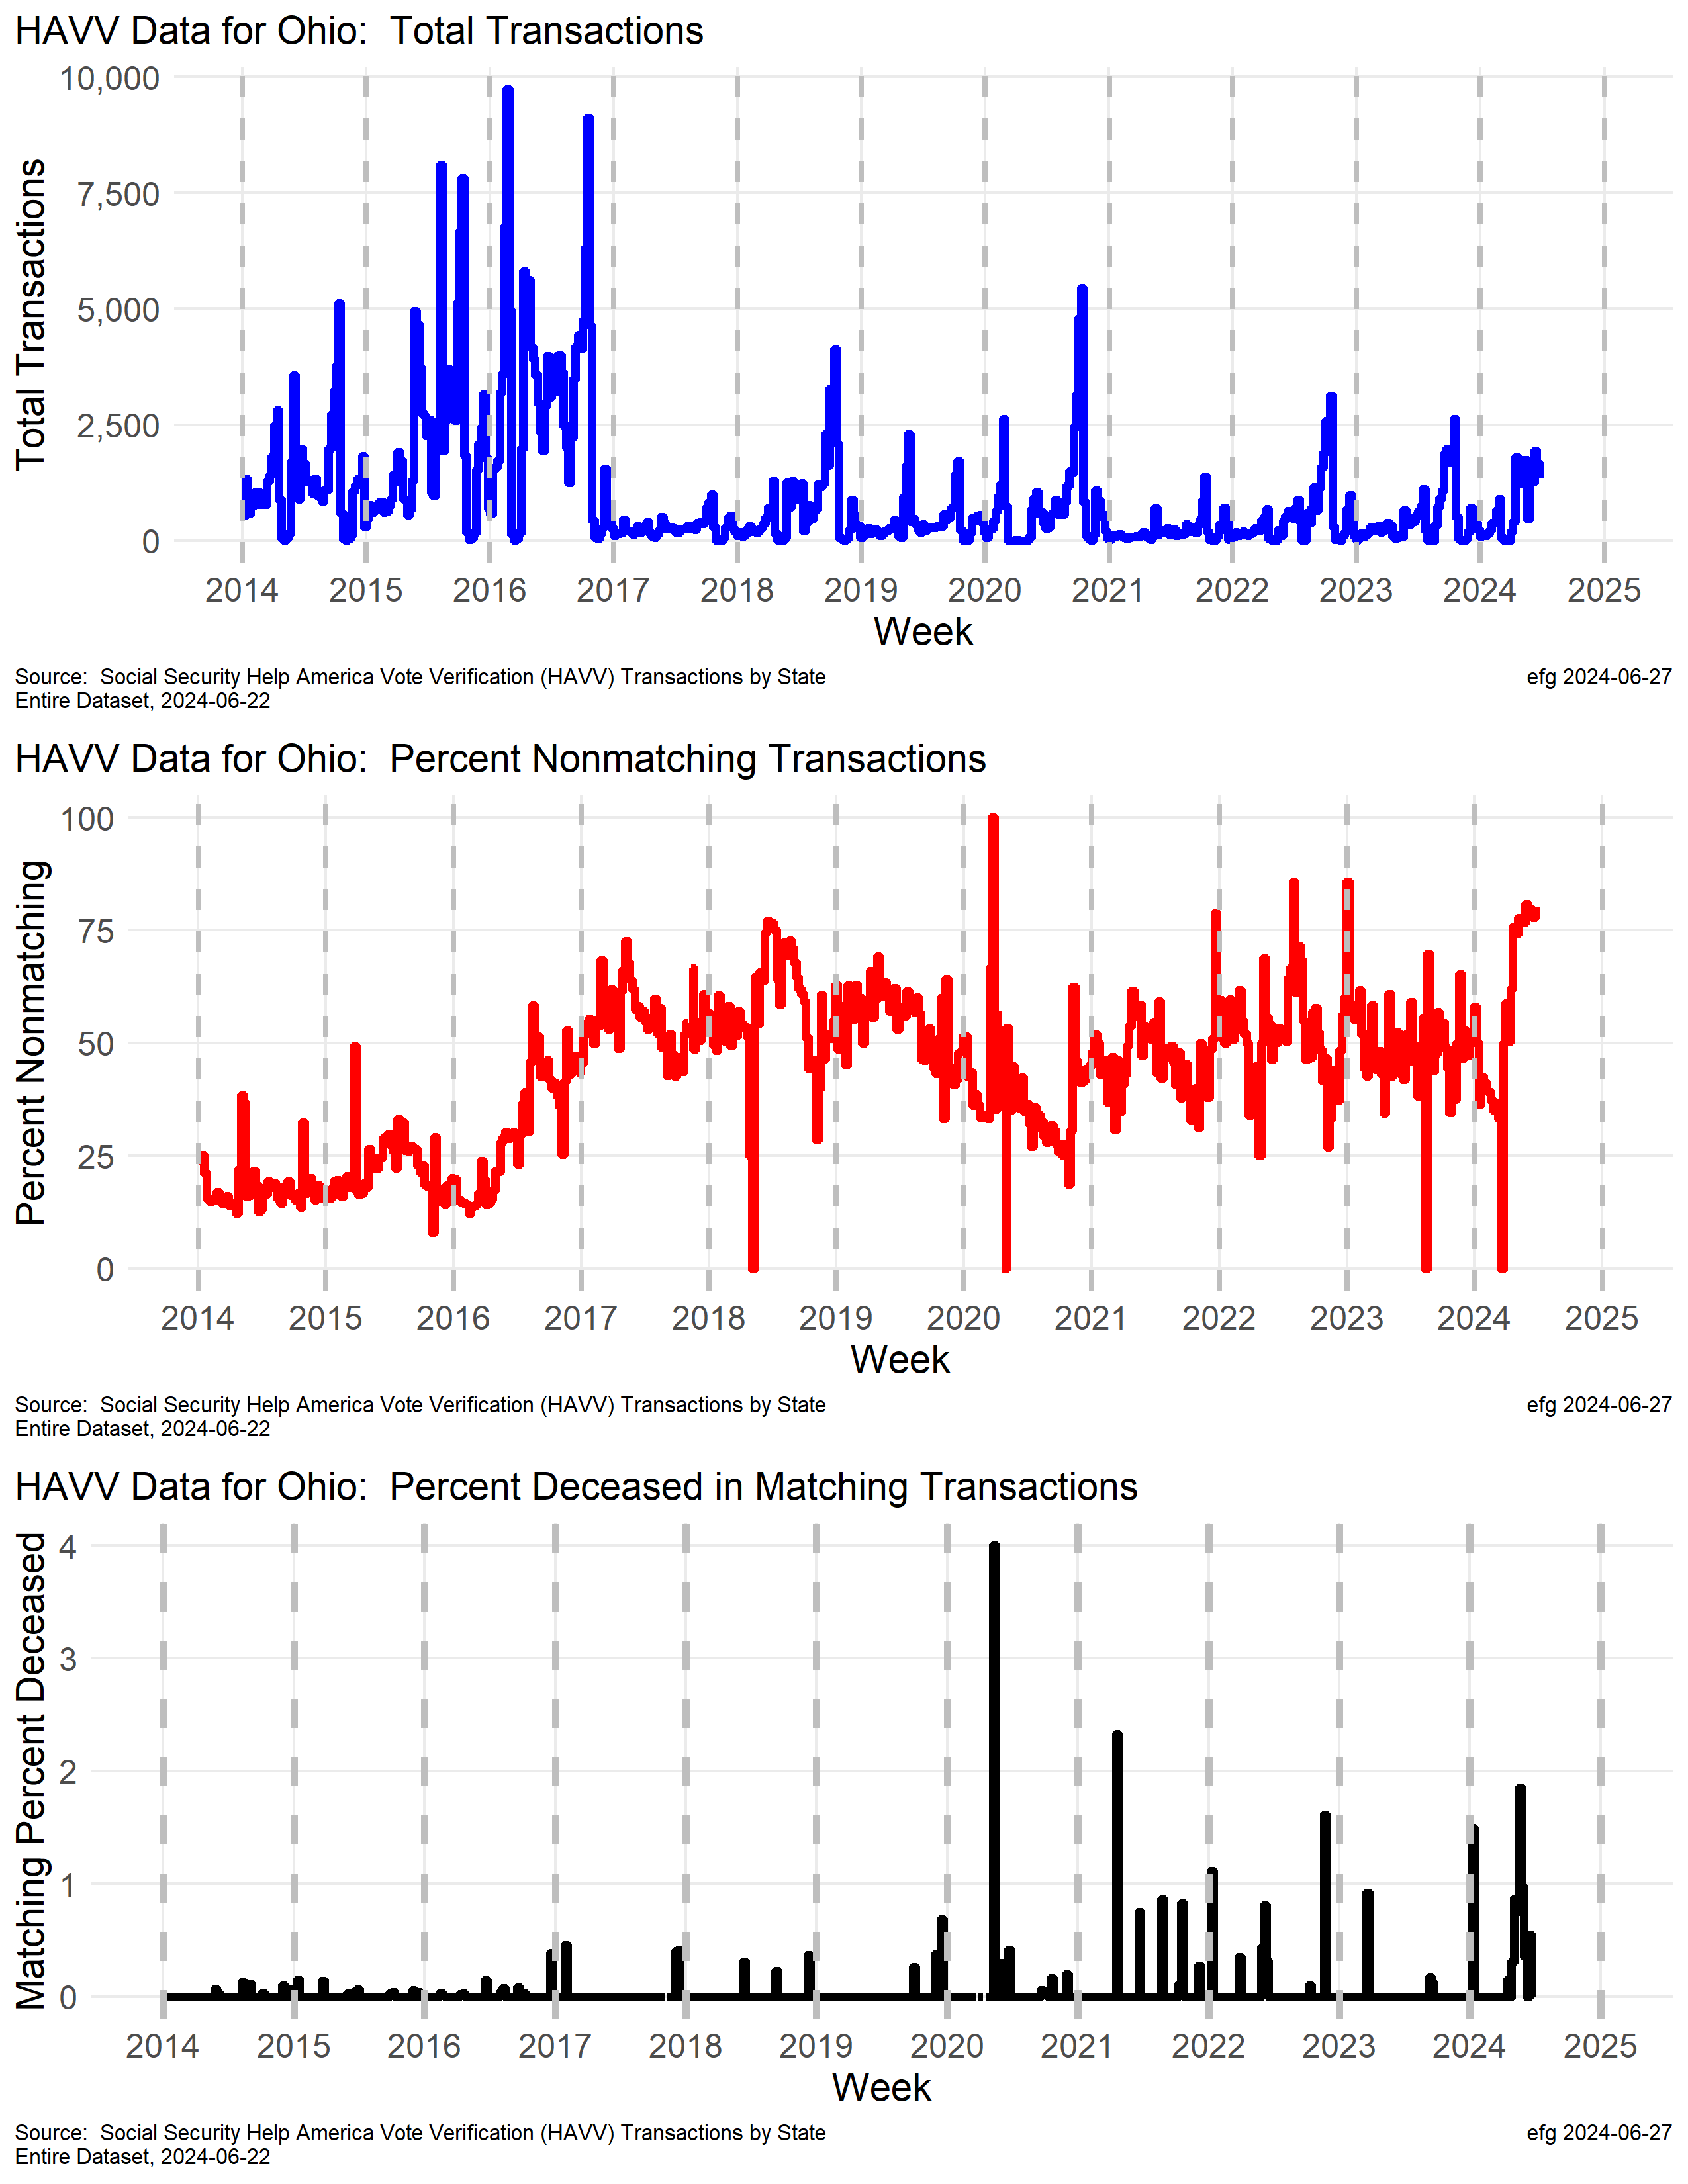 HAVV Data for Ohio:  Total Transactions
10,000
7,500
5,000
2,500
0
Total Transactions
2014 2015 2016 2017 2018 2019 2020 2021 2022 2023 2024 2025
Week
Source:  Social Security Help America Vote Verification (HAVV) Transactions by State
Entire Dataset, 2024-06-22
efg 2024-06-27
HAVV Data for Ohio:  Percent Nonmatching Transactions
100
75
50
25
0
Percent Nonmatching
2014 2015 2016 2017 2018 2019 2020 2021 2022 2023 2024 2025
Week
Source:  Social Security Help America Vote Verification (HAVV) Transactions by State
Entire Dataset, 2024-06-22
efg 2024-06-27
HAVV Data for Ohio:  Percent Deceased in Matching Transactions
4
3
2
1
0
Matching Percent Deceased
2014 2015 2016 2017 2018 2019 2020 2021 2022 2023 2024 2025
Week
Source:  Social Security Help America Vote Verification (HAVV) Transactions by State
Entire Dataset, 2024-06-22
efg 2024-06-27